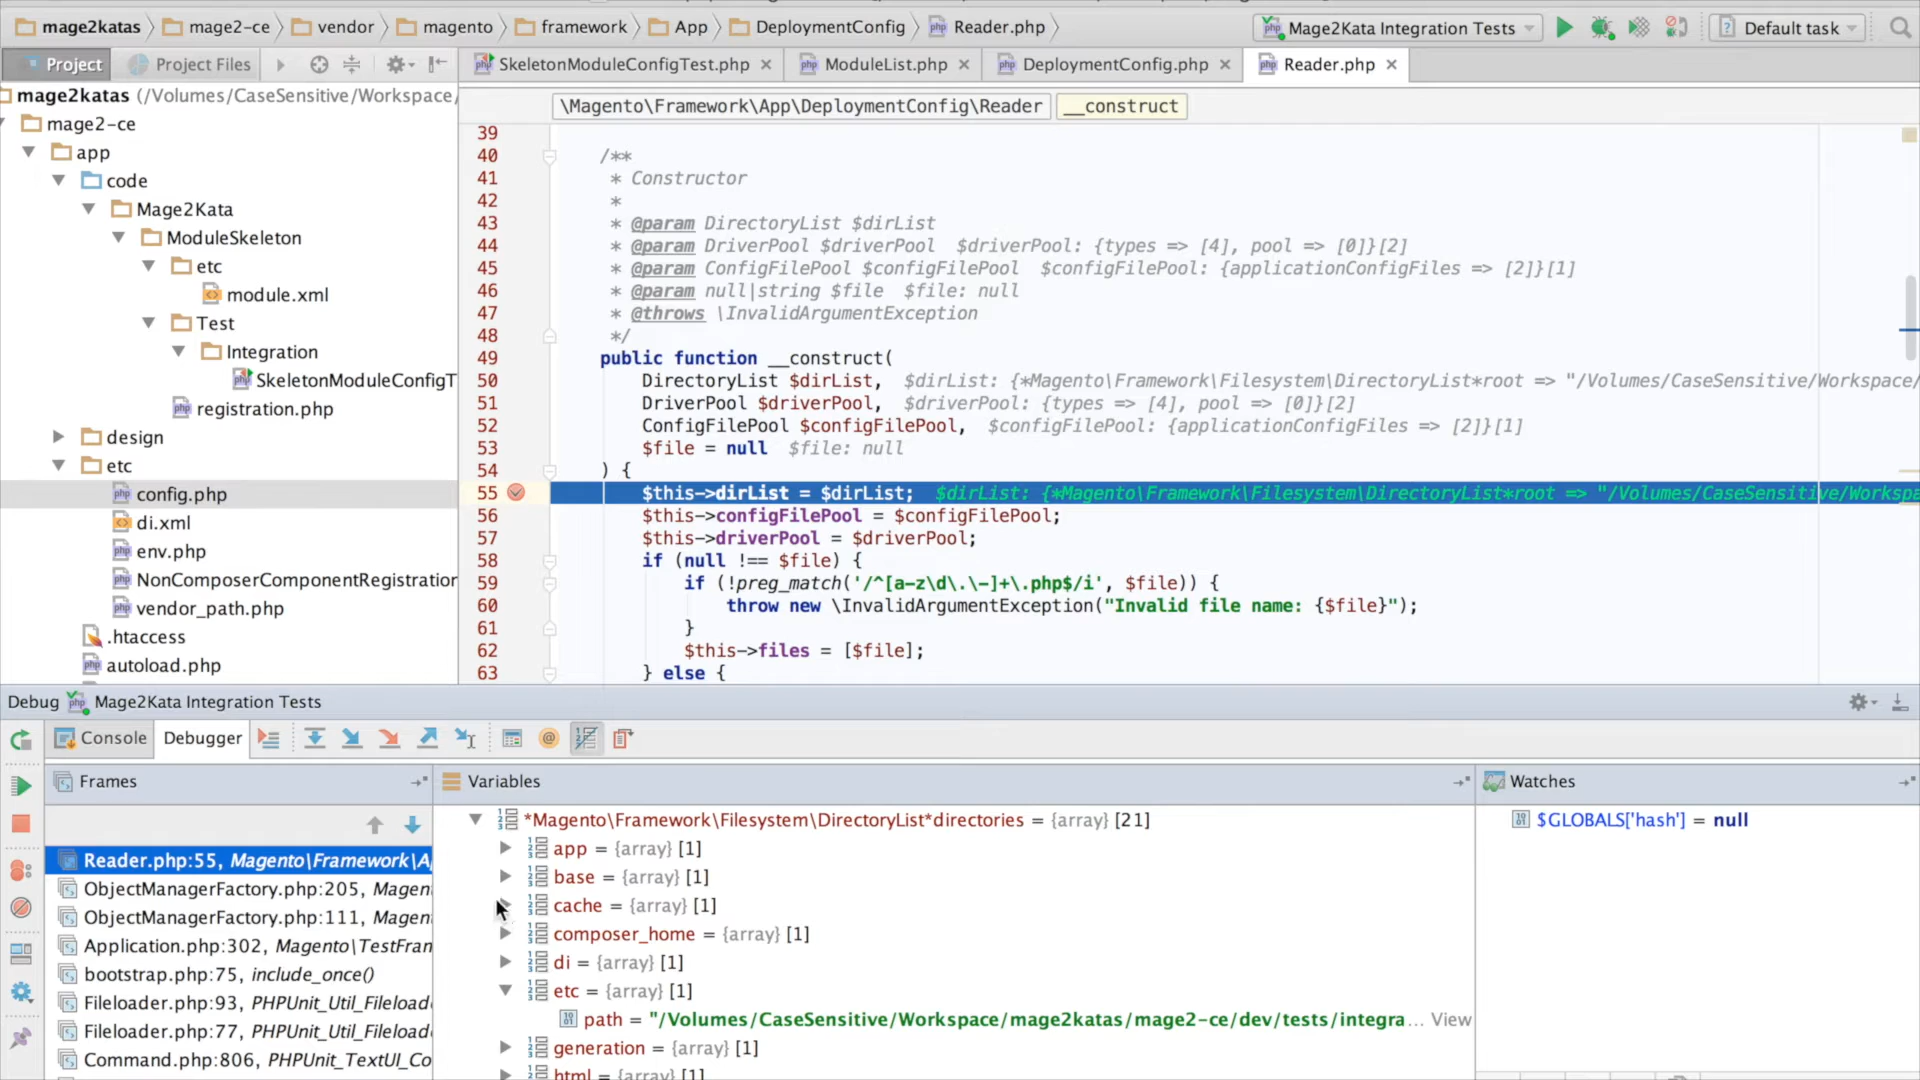 mage2katas mage2-ce vendor magento framework App DeploymentConfig Reader.php Mage2Kata Integration Tests Default task
Project Project Files SkeletonModuleConfigTest.php ModuleList.php DeploymentConfig.php Reader.php
mage2katas (/Volumes/CaseSensitive/Workspace/
\Magento\Framework\App\DeploymentConfig\Reader __construct
mage2-ce
app
code
Mage2Kata
ModuleSkeleton
etc
module.xml
Test
Integration
SkeletonModuleConfigT
registration.php
design
etc
config.php
di.xml
env.php
NonComposerComponentRegistration
vendor_path.php
.htaccess
autoload.php
39
40 /**
41 * Constructor
42 *
43 * @param DirectoryList $dirList
44 * @param DriverPool $driverPool $driverPool: {types => [4], pool => [0]}[2]
45 * @param ConfigFilePool $configFilePool $configFilePool: {applicationConfigFiles => [2]}[1]
46 * @param null|string $file $file: null
47 * @throws \InvalidArgumentException
48 */
49 public function __construct(
50 DirectoryList $dirList, $dirList: {*Magento\Framework\Filesystem\DirectoryList*root => "/Volumes/CaseSensitive/Workspace/
51 DriverPool $driverPool, $driverPool: {types => [4], pool => [0]}[2]
52 ConfigFilePool $configFilePool, $configFilePool: {applicationConfigFiles => [2]}[1]
53 $file = null $file: null
54 ) {
55 $this->dirList = $dirList; $dirList: {*Magento\Framework\Filesystem\DirectoryList*root => "/Volumes/CaseSensitive/Workspa
56 $this->configFilePool = $configFilePool;
57 $this->driverPool = $driverPool;
58 if (null !== $file) {
59 if (!preg_match('/^[a-z\d\.\-]+\.php$/i', $file)) {
60 throw new \InvalidArgumentException("Invalid file name: {$file}");
61 }
62 $this->files = [$file];
63 } else {
Debug Mage2Kata Integration Tests
Console Debugger
Frames
Reader.php:55, Magento\Framework\A
ObjectManagerFactory.php:205, Magen
ObjectManagerFactory.php:111, Magen
Application.php:302, Magento\TestFran
bootstrap.php:75, include_once()
Fileloader.php:93, PHPUnit_Util_Fileload
Fileloader.php:77, PHPUnit_Util_Fileload
Command.php:806, PHPUnit_TextUI_Co
Variables
*Magento\Framework\Filesystem\DirectoryList*directories = {array} [21]
app = {array} [1]
base = {array} [1]
cache = {array} [1]
composer_home = {array} [1]
di = {array} [1]
etc = {array} [1]
path = "/Volumes/CaseSensitive/Workspace/mage2katas/mage2-ce/dev/tests/integra... View
generation = {array} [1]
html = {array} [1]
Watches
$GLOBALS['hash'] = null